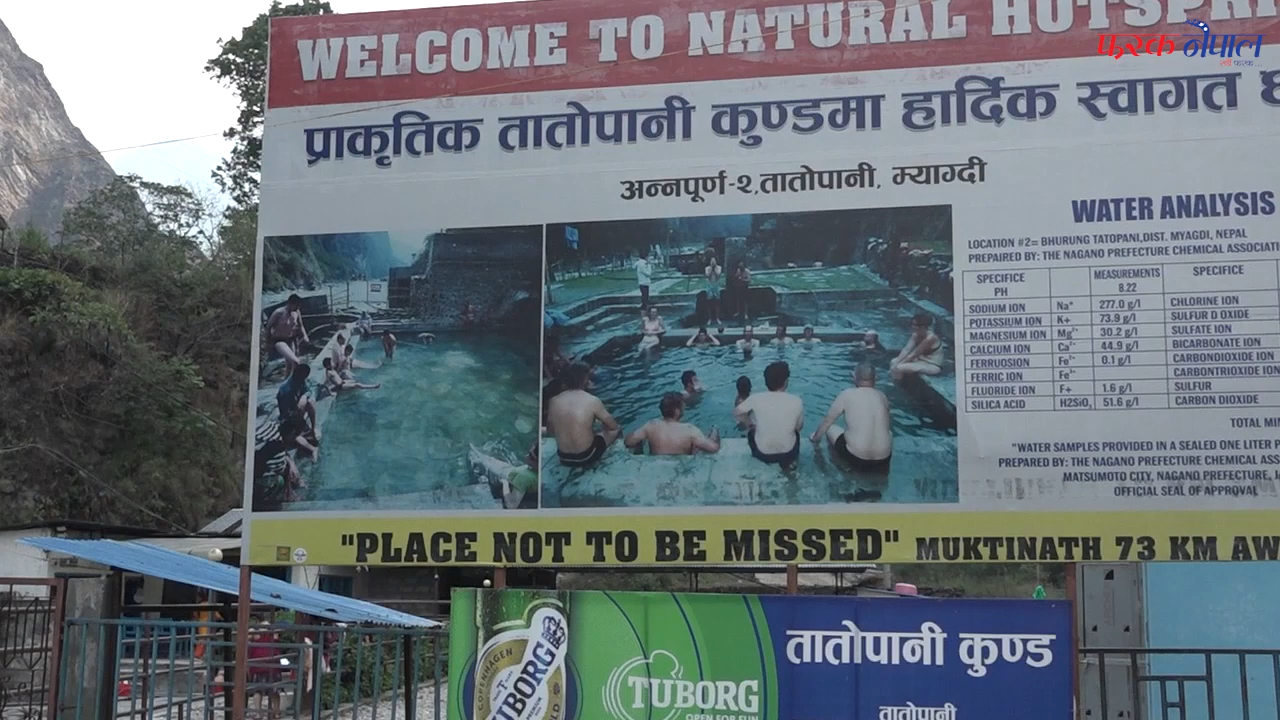 WELCOME TO NATURAL HOTSPRI
फरक नेपाल
प्राकृतिक तातोपानी कुण्डमा हार्दिक स्वागत छ
अन्नपूर्ण-२,तातोपानी, म्याग्दी
WATER ANALYSIS
LOCATION #2= BHURUNG TATOPANI,DIST. MYAGDI, NEPAL
PREPAIRED BY: THE NAGANO PREFECTURE CHEMICAL ASSOCIATI
SPECIFICE PH MEASUREMENTS 8.22 SPECIFICE
SODIUM ION Na⁺ 277.0 g/l CHLORINE ION
POTASSIUM ION K+ 73.9 g/l SULFUR D OXIDE
MAGNESIUM ION Mg²⁺ 30.2 g/l SULFATE ION
CALCIUM ION Ca²⁺ 44.9 g/l BICARBONATE ION
FERRUOSION Fe²⁺ 0.1 g/l CARBONDIOXIDE ION
FERRIC ION Fe³⁺ CARBONTRIOXIDE ION
FLUORIDE ION F+ 1.6 g/l SULFUR
SILICA ACID H2SiO₃ 51.6 g/l CARBON DIOXIDE
TOTAL MIN
"WATER SAMPLES PROVIDED IN A SEALED ONE LITER
PREPARED BY: THE NAGANO PREFECTURE CHEMICAL ASS
MATSUMOTO CITY, NAGANO PREFECTURE,
OFFICIAL SEAL OF APPROVAL
"PLACE NOT TO BE MISSED" MUKTINATH 73 KM AW
COPENHAGEN
TUBORG
TUBORG
OPEN FOR FUN
तातोपानी कुण्ड
तातोपानी